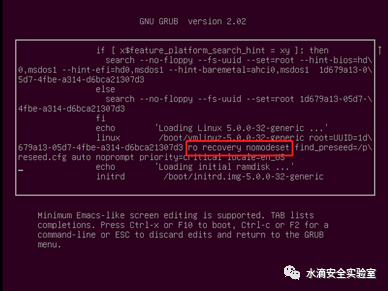 GNU GRUB  version 2.02
if [ x$feature_platform_search_hint = xy ]; then
search --no-floppy --fs-uuid --set=root --hint-bios=hd\
0,msdos1 --hint-efi=hd0,msdos1 --hint-baremetal=ahci0,msdos1  1d679a13-0\
5d7-4fbe-a314-d6bca21307d3
else
search --no-floppy --fs-uuid --set=root 1d679a13-05d7-\
4fbe-a314-d6bca21307d3
fi
echo 'Loading Linux 5.0.0-32-generic ...'
linux /boot/vmlinuz-5.0.0-32-generic root=UUID=1d\
679a13-05d7-4fbe-a314-d6bca21307d3 ro recovery nomodeset find_preseed=/p\
reseed.cfg auto noprompt priority=critical locale=en_US
echo 'Loading initial ramdisk ...'
initrd /boot/initrd.img-5.0.0-32-generic
Minimum Emacs-like screen editing is supported. TAB lists
completions. Press Ctrl-x or F10 to boot, Ctrl-c or F2 for a
command-line or ESC to discard edits and return to the GRUB
menu.
水滴安全实验室